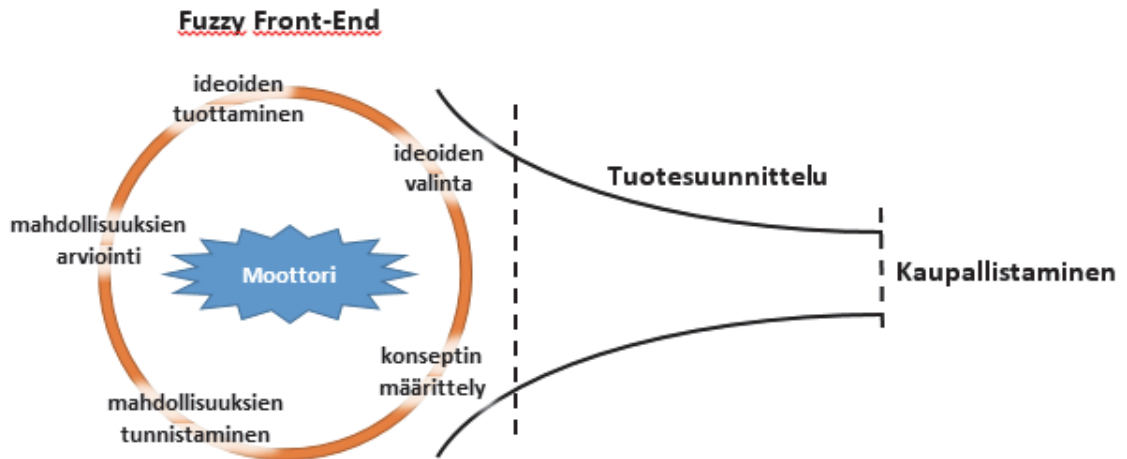 Fuzzy Front-End
ideoiden
tuottaminen
ideoiden
valinta
Tuotesuunnittelu
mahdollisuuksien
arviointi
Moottori
Kaupallistaminen
konseptin
määrittely
mahdollisuuksien
tunnistaminen